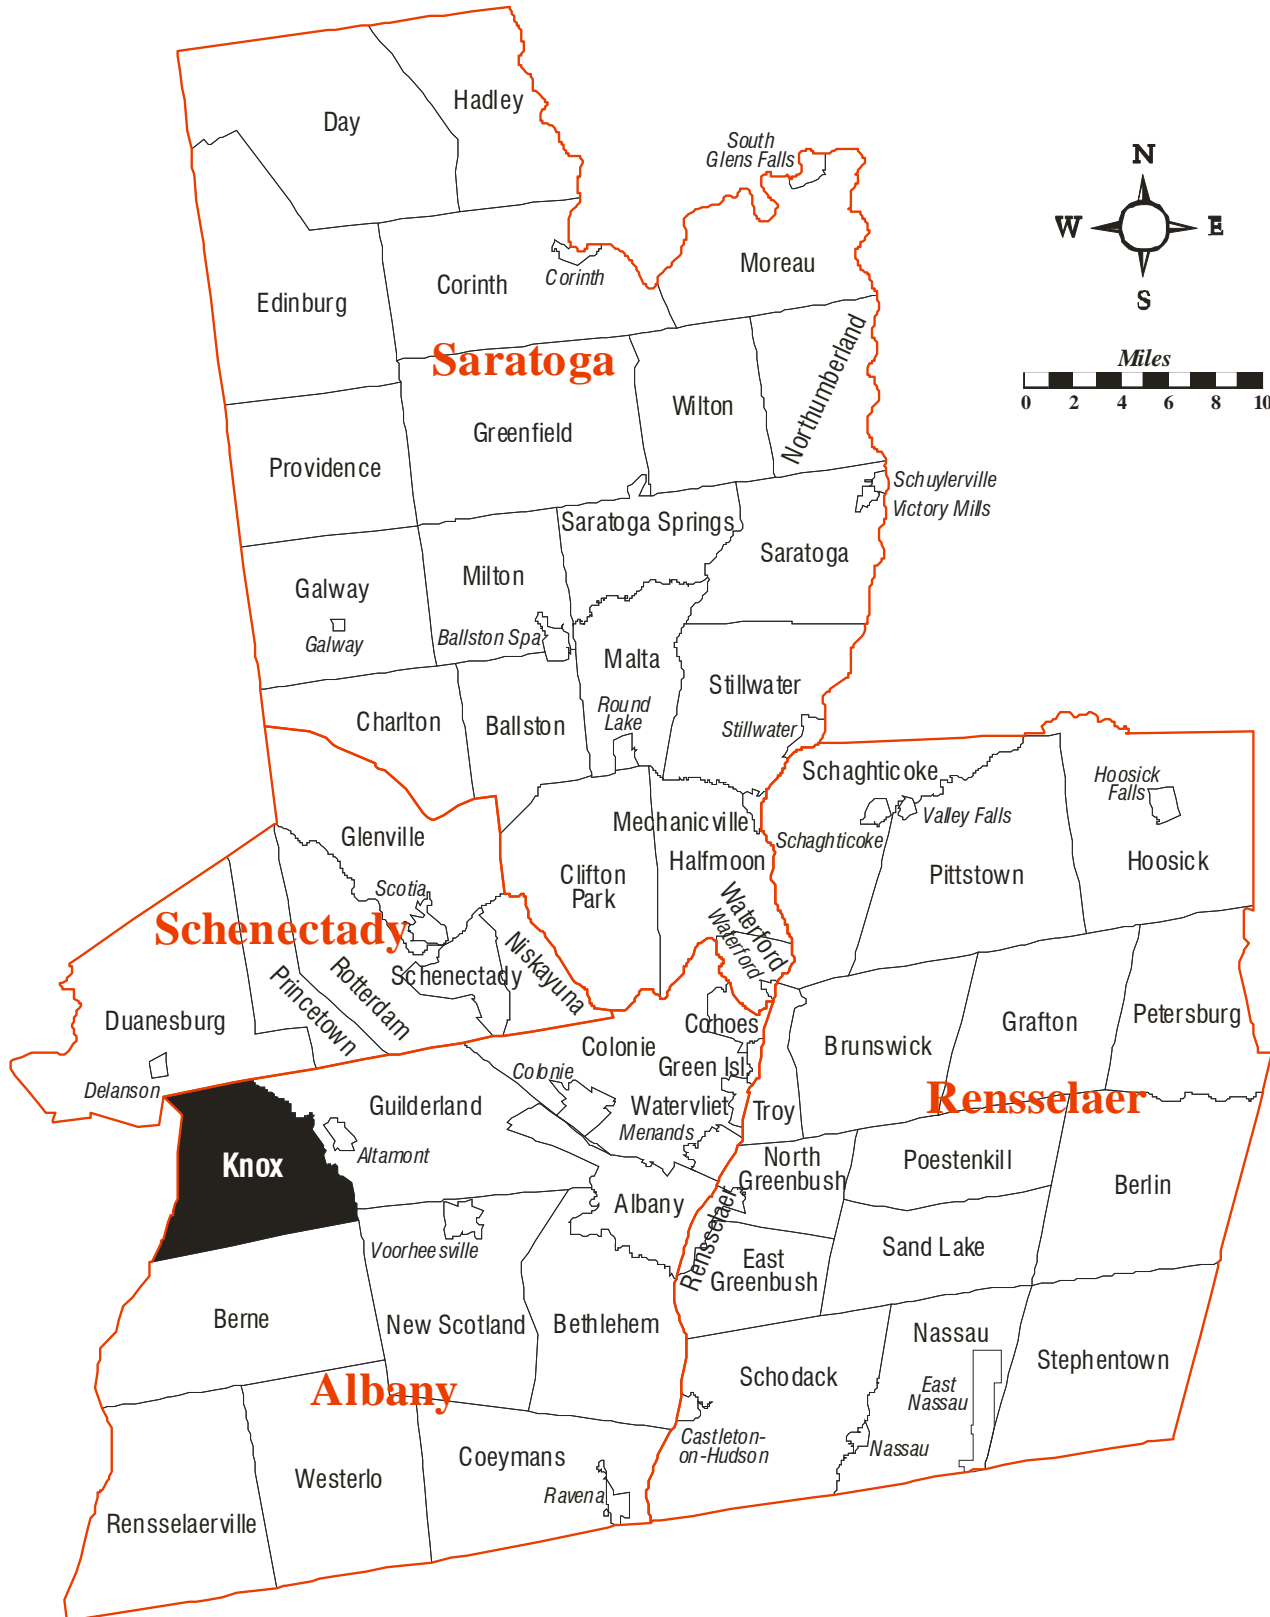 Hadley
Day
South
Glens Falls
N
W
E
S
Moreau
Corinth
Corinth
Edinburg
Miles
0 2 4 6 8 10
Saratoga
Northumberland
Wilton
Greenfield
Providence
Schuylerville
Victory Mills
Saratoga Springs
Saratoga
Milton
Galway
Galway
Ballston Spa
Malta
Stillwater
Round
Lake
Stillwater
Charlton
Ballston
Schaghticoke
Hoosick
Falls
Valley Falls
Schaghticoke
Mechanicville
Glenville
Halfmoon
Hoosick
Clifton
Park
Pittstown
Scotia
Waterford
Waterford
Schenectady
Schenectady
Niskayuna
Rotterdam
Princetown
Duanesburg
Cohoes
Grafton
Petersburg
Colonie
Brunswick
Green Isl
Colonie
Delanson
Rensselaer
Guilderland
Watervliet
Troy
Menands
Altamont
Knox
North
Greenbush
Poestenkill
Berlin
Albany
Rensselaer
Voorheesville
Sand Lake
East
Greenbush
Berne
New Scotland
Bethlehem
Nassau
Stephentown
Schodack
Albany
East
Nassau
Castleton-
on-Hudson
Nassau
Coeymans
Westerlo
Ravena
Rensselaerville